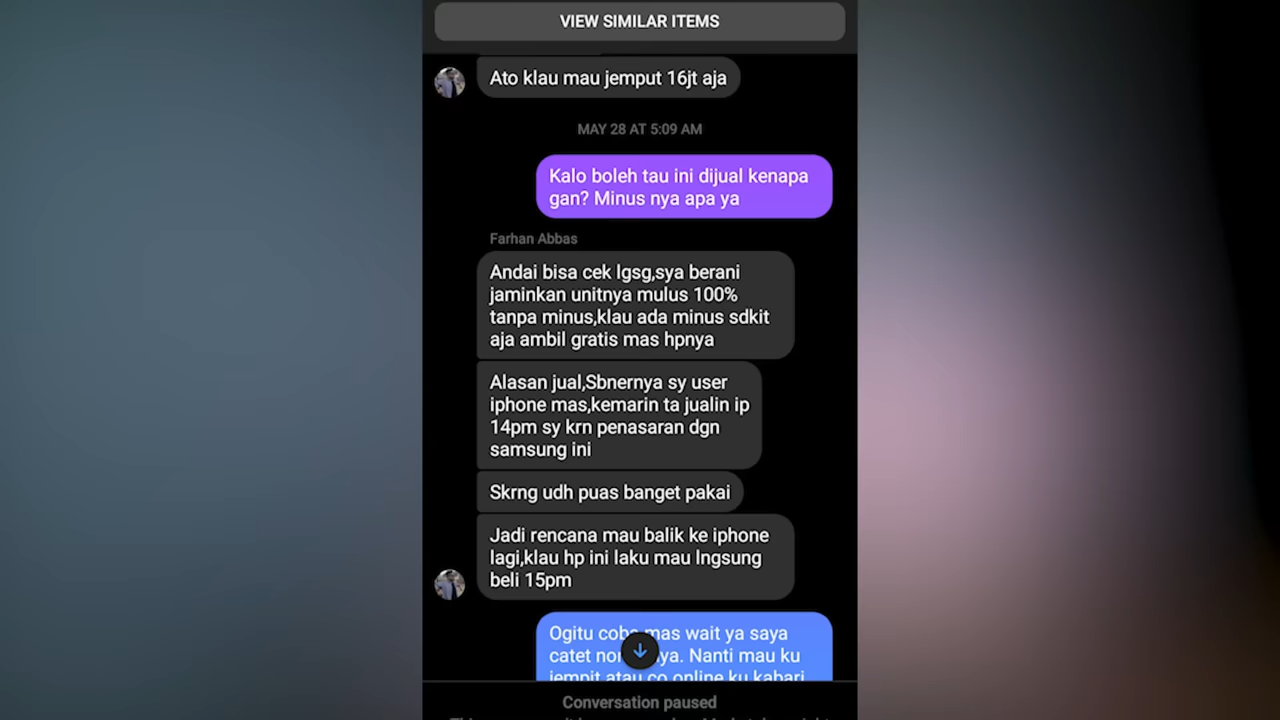 VIEW SIMILAR ITEMS
Ato klau mau jemput 16jt aja
MAY 28 AT 5:09 AM
Kalo boleh tau ini dijual kenapa
gan? Minus nya apa ya
Farhan Abbas
Andai bisa cek lgsg,sya berani
jaminkan unitnya mulus 100%
tanpa minus,klau ada minus sdkit
aja ambil gratis mas hpnya
Alasan jual,Sbnernya sy user
iphone mas,kemarin ta jualin ip
14pm sy krn penasaran dgn
samsung ini
Skrng udh puas banget pakai
Jadi rencana mau balik ke iphone
lagi,klau hp ini laku mau lngsung
beli 15pm
Ogitu mas wait ya saya
catet Nanti mau ku
jempit atau co online ku kabari
Conversation paused